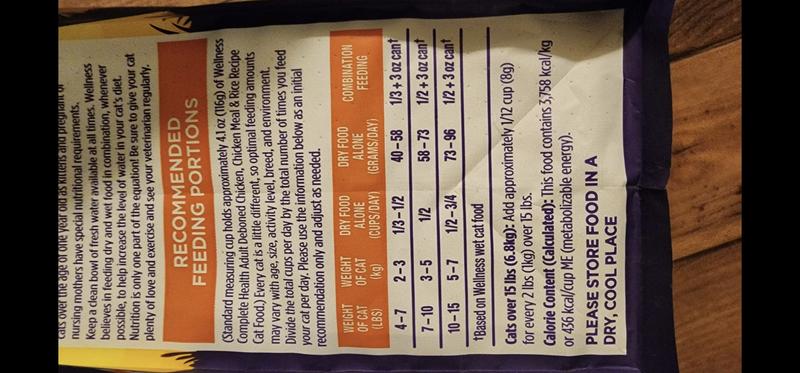 cats over the age of one year old as kittens and pregnant or
nursing mothers have special nutritional requirements.
Keep a clean bowl of fresh water available at all times. Wellness
believes in feeding dry and wet food in combination, whenever
possible, to help increase the level of water in your cat's diet.
Nutrition is only one part of the equation! Be sure to give your cat
plenty of love and exercise and see your veterinarian regularly.
RECOMMENDED
FEEDING PORTIONS
(Standard measuring cup holds approximately 4.1 oz (116g) of Wellness
Complete Health Adult Deboned Chicken, Chicken Meal & Rice Recipe
Cat Food.) Every cat is a little different, so optimal feeding amounts
may vary with age, size, activity level, breed, and environment.
Divide the total cups per day by the total number of times you feed
your cat per day. Please use the information below as an initial
recommendation only and adjust as needed.
WEIGHT OF CAT (LBS) WEIGHT OF CAT (kg) DRY FOOD ALONE (CUPS/DAY) DRY FOOD ALONE (GRAMS/DAY) COMBINATION FEEDING
4–7 2–3 1/3–1/2 40–58 1/3 + 3 oz can†
7–10 3–5 1/2 58–73 1/2 + 3 oz can†
10–15 5–7 1/2–3/4 73–96 1/2 + 3 oz can†
†Based on Wellness wet cat food
Cats over 15 lbs (6.8kg): Add approximately 1/12 cup (8g)
for every 2 lbs (1kg) over 15 lbs.
Calorie Content (Calculated): This food contains 3,758 kcal/kg
or 436 kcal/cup ME (metabolizable energy).
PLEASE STORE FOOD IN A
DRY, COOL PLACE